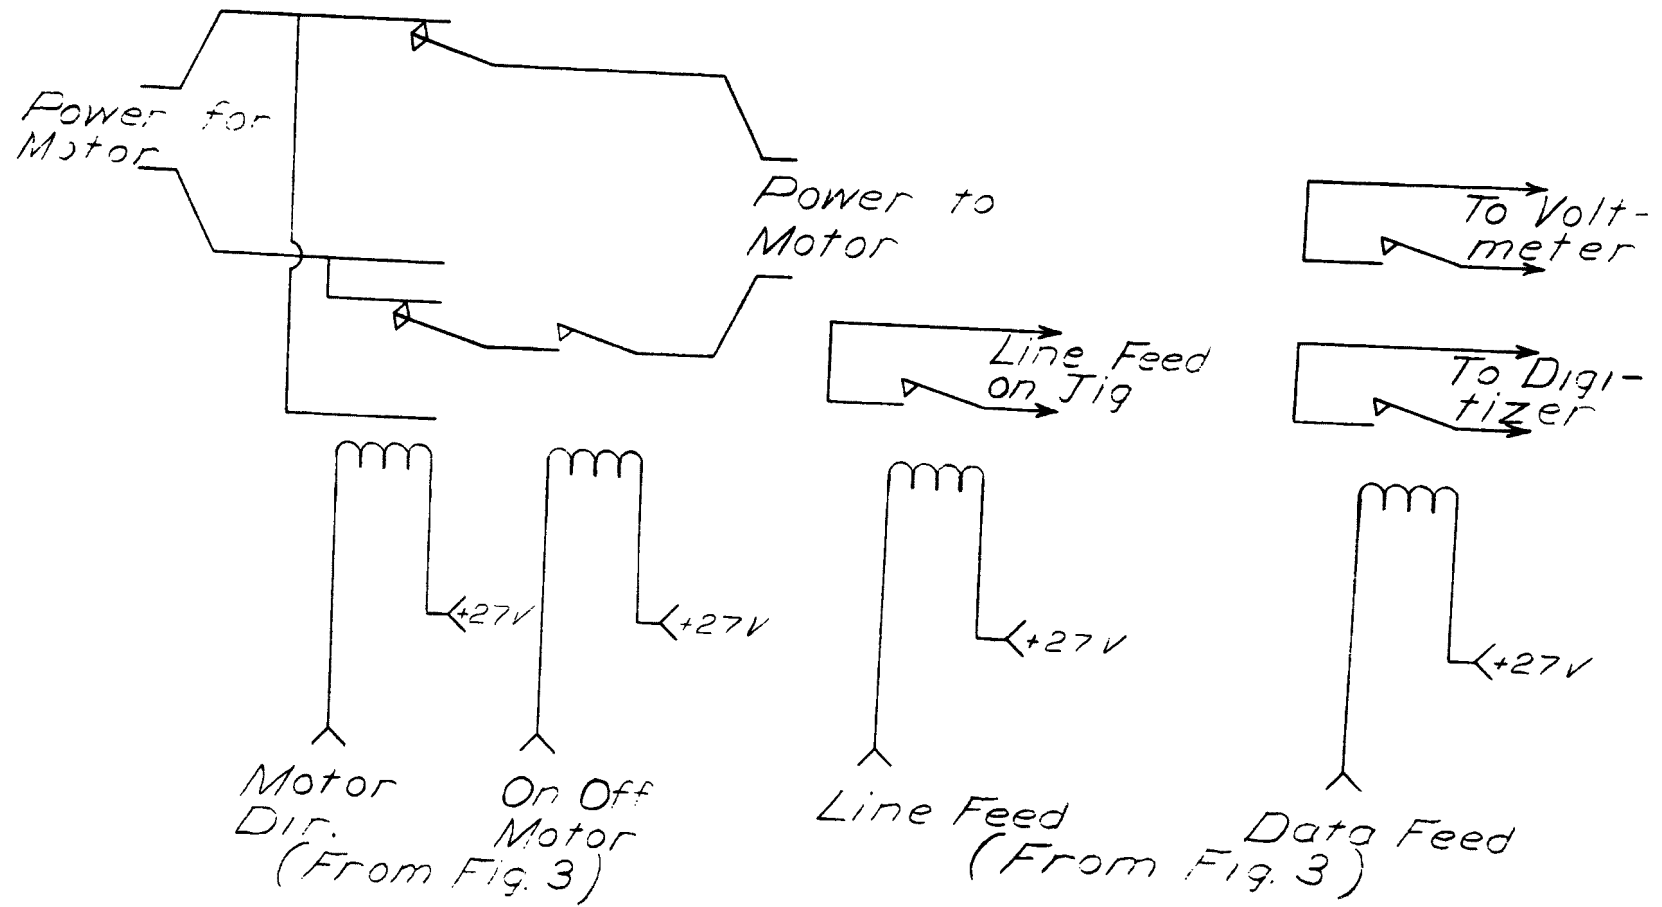 Power for
Motor
Power to
Motor
To Volt-
meter
Line Feed
on Jig
To Digi-
tizer
+27V
+27V
+27V
+27V
Motor
Dir.
On Off
Motor
(From Fig. 3)
Line Feed
Data Feed
(From Fig. 3)